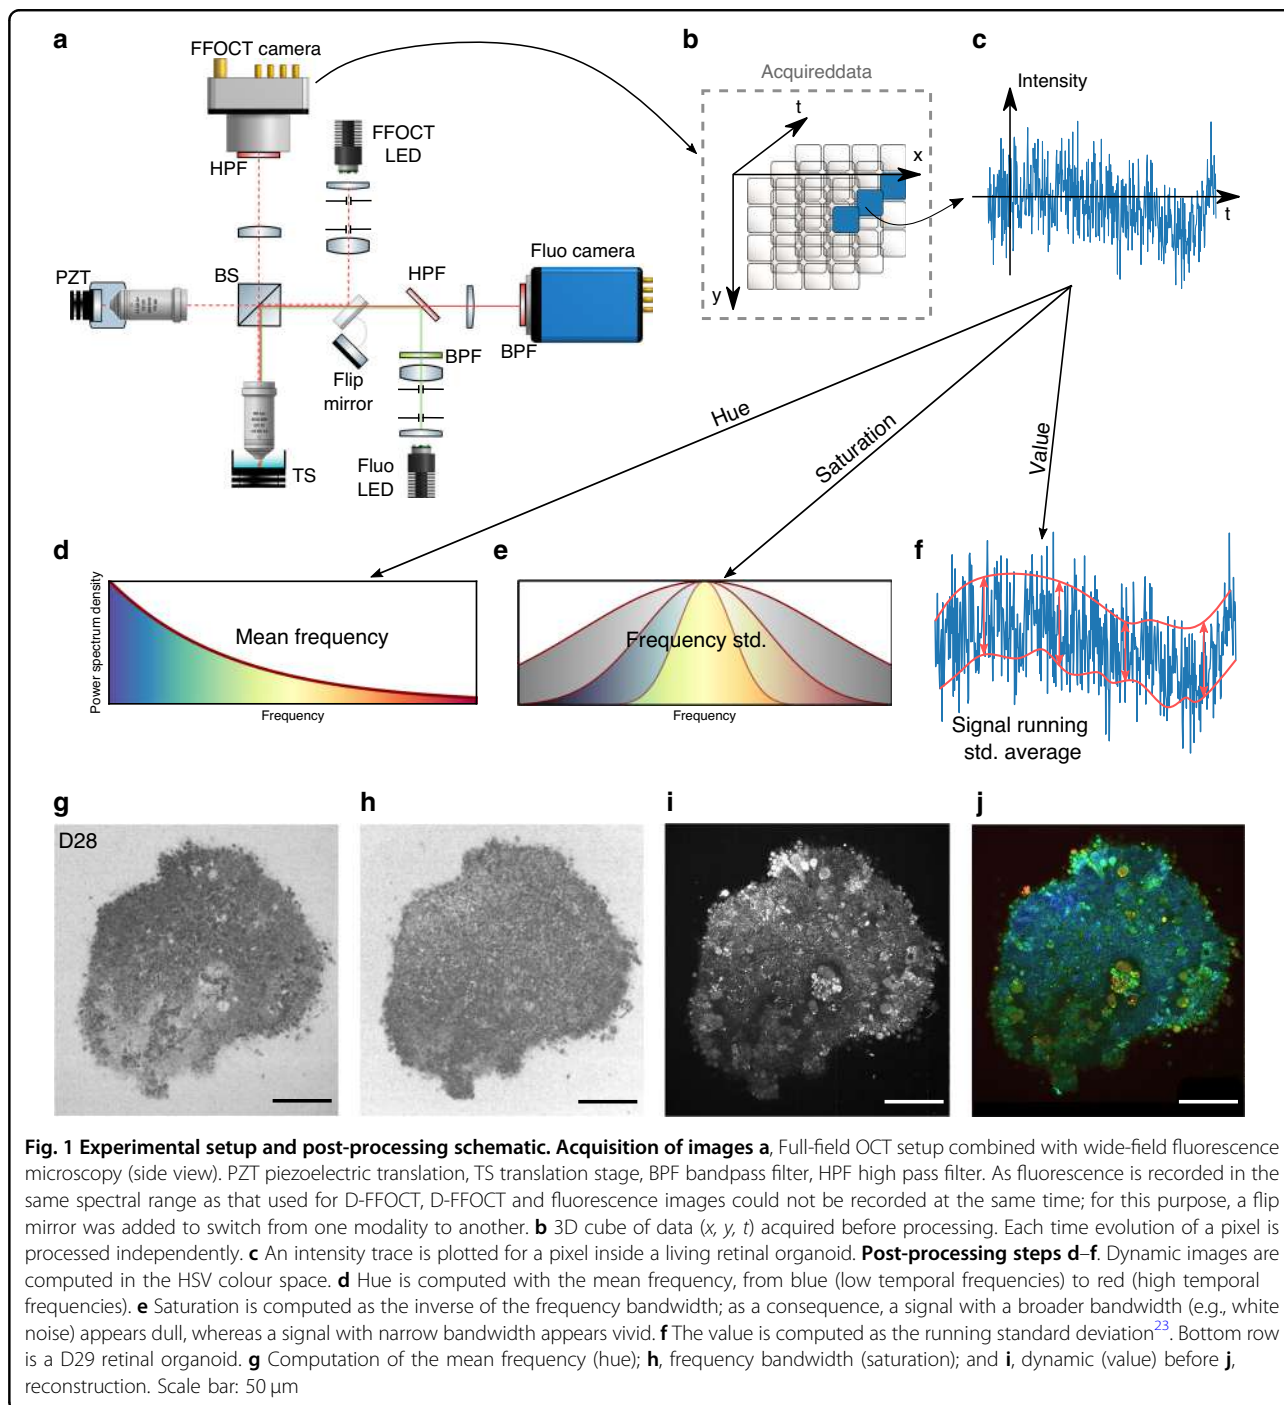 a
FFOCT camera
HPF
FFOCT
LED
PZT
BS
HPF
Fluo camera
BPF
BPF
Flip
mirror
TS
Fluo
LED
b
Acquireddata
t
x
y
c
Intensity
t
Hue
Saturation
Value
d
Power spectrum density
Mean frequency
Frequency
e
Frequency std.
Frequency
f
Signal running
std. average
g
D28
h
i
j
Fig. 1 Experimental setup and post-processing schematic. Acquisition of images a, Full-field OCT setup combined with wide-field fluorescence
microscopy (side view). PZT piezoelectric translation, TS translation stage, BPF bandpass filter, HPF high pass filter. As fluorescence is recorded in the
same spectral range as that used for D-FFOCT, D-FFOCT and fluorescence images could not be recorded at the same time; for this purpose, a flip
mirror was added to switch from one modality to another. b 3D cube of data (x, y, t) acquired before processing. Each time evolution of a pixel is
processed independently. c An intensity trace is plotted for a pixel inside a living retinal organoid. Post-processing steps d–f. Dynamic images are
computed in the HSV colour space. d Hue is computed with the mean frequency, from blue (low temporal frequencies) to red (high temporal
frequencies). e Saturation is computed as the inverse of the frequency bandwidth; as a consequence, a signal with a broader bandwidth (e.g., white
noise) appears dull, whereas a signal with narrow bandwidth appears vivid. f The value is computed as the running standard deviation23. Bottom row
is a D29 retinal organoid. g Computation of the mean frequency (hue); h, frequency bandwidth (saturation); and i, dynamic (value) before j,
reconstruction. Scale bar: 50 µm